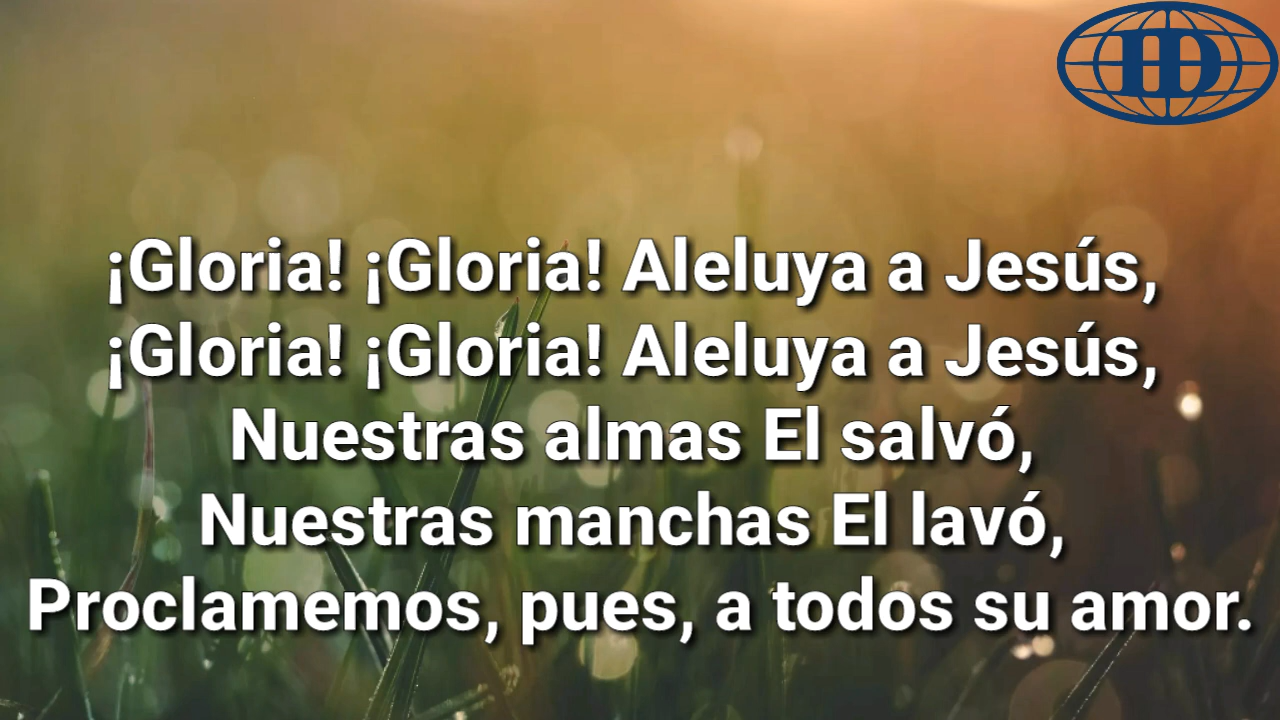 ID
¡Gloria! ¡Gloria! Aleluya a Jesús,
¡Gloria! ¡Gloria! Aleluya a Jesús,
Nuestras almas El salvó,
Nuestras manchas El lavó,
Proclamemos, pues, a todos su amor.